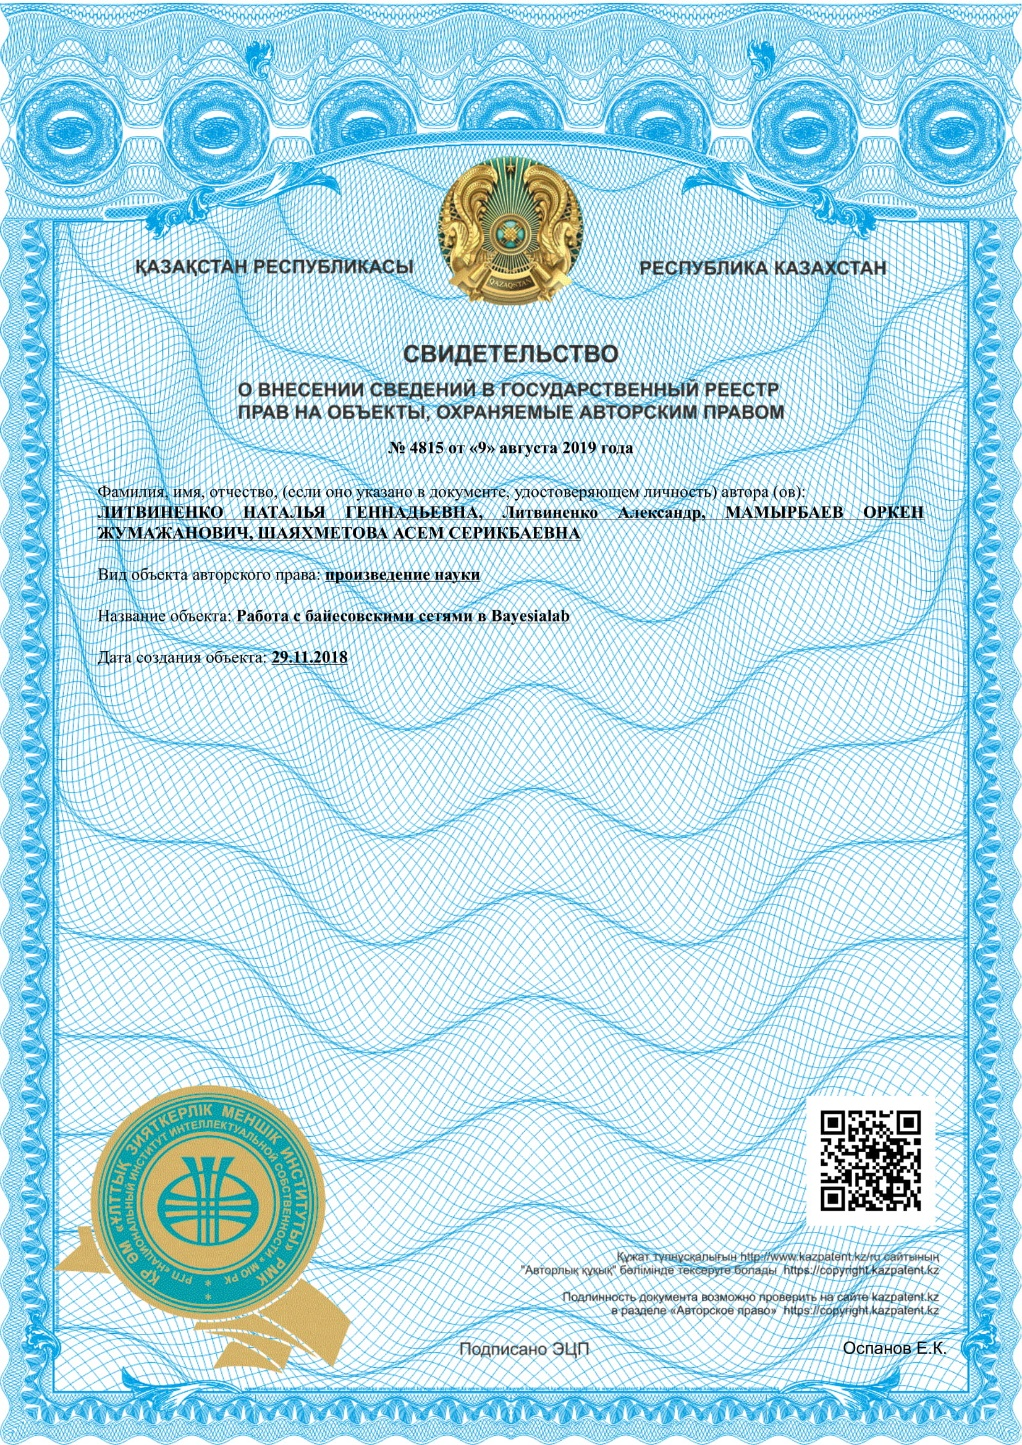 ҚАЗАҚСТАН РЕСПУБЛИКАСЫ
РЕСПУБЛИКА КАЗАХСТАН
QAZAQSTAN
СВИДЕТЕЛЬСТВО
О ВНЕСЕНИИ СВЕДЕНИЙ В ГОСУДАРСТВЕННЫЙ РЕЕСТР
ПРАВ НА ОБЪЕКТЫ, ОХРАНЯЕМЫЕ АВТОРСКИМ ПРАВОМ
№ 4815 от «9» августа 2019 года
Фамилия, имя, отчество, (если оно указано в документе, удостоверяющем личность) автора (ов):
ЛИТВИНЕНКО НАТАЛЬЯ ГЕННАДЬЕВНА, Литвиненко Александр, МАМЫРБАЕВ ОРКЕН
ЖУМАЖАНОВИЧ, ШАЯХМЕТОВА АСЕМ СЕРИКБАЕВНА
Вид объекта авторского права: произведение науки
Название объекта: Работа с байесовскими сетями в Bayesialab
Дата создания объекта: 29.11.2018
ҚР ӘМ «ҰЛТТЫҚ ЗИЯТКЕРЛІК МЕНШІК ИНСТИТУТЫ» РМК
РГП «НАЦИОНАЛЬНЫЙ ИНСТИТУТ ИНТЕЛЛЕКТУАЛЬНОЙ СОБСТВЕННОСТИ» МЮ РК
Құжат түпнұсқалығын http://www.kazpatent.kz/ru сайтының
"Авторлық құқық" бөлімінде тексеруге болады https://copyright.kazpatent.kz
Подлинность документа возможно проверить на сайте kazpatent.kz
в разделе «Авторское право» https://copyright.kazpatent.kz
Подписано ЭЦП
Оспанов Е.К.